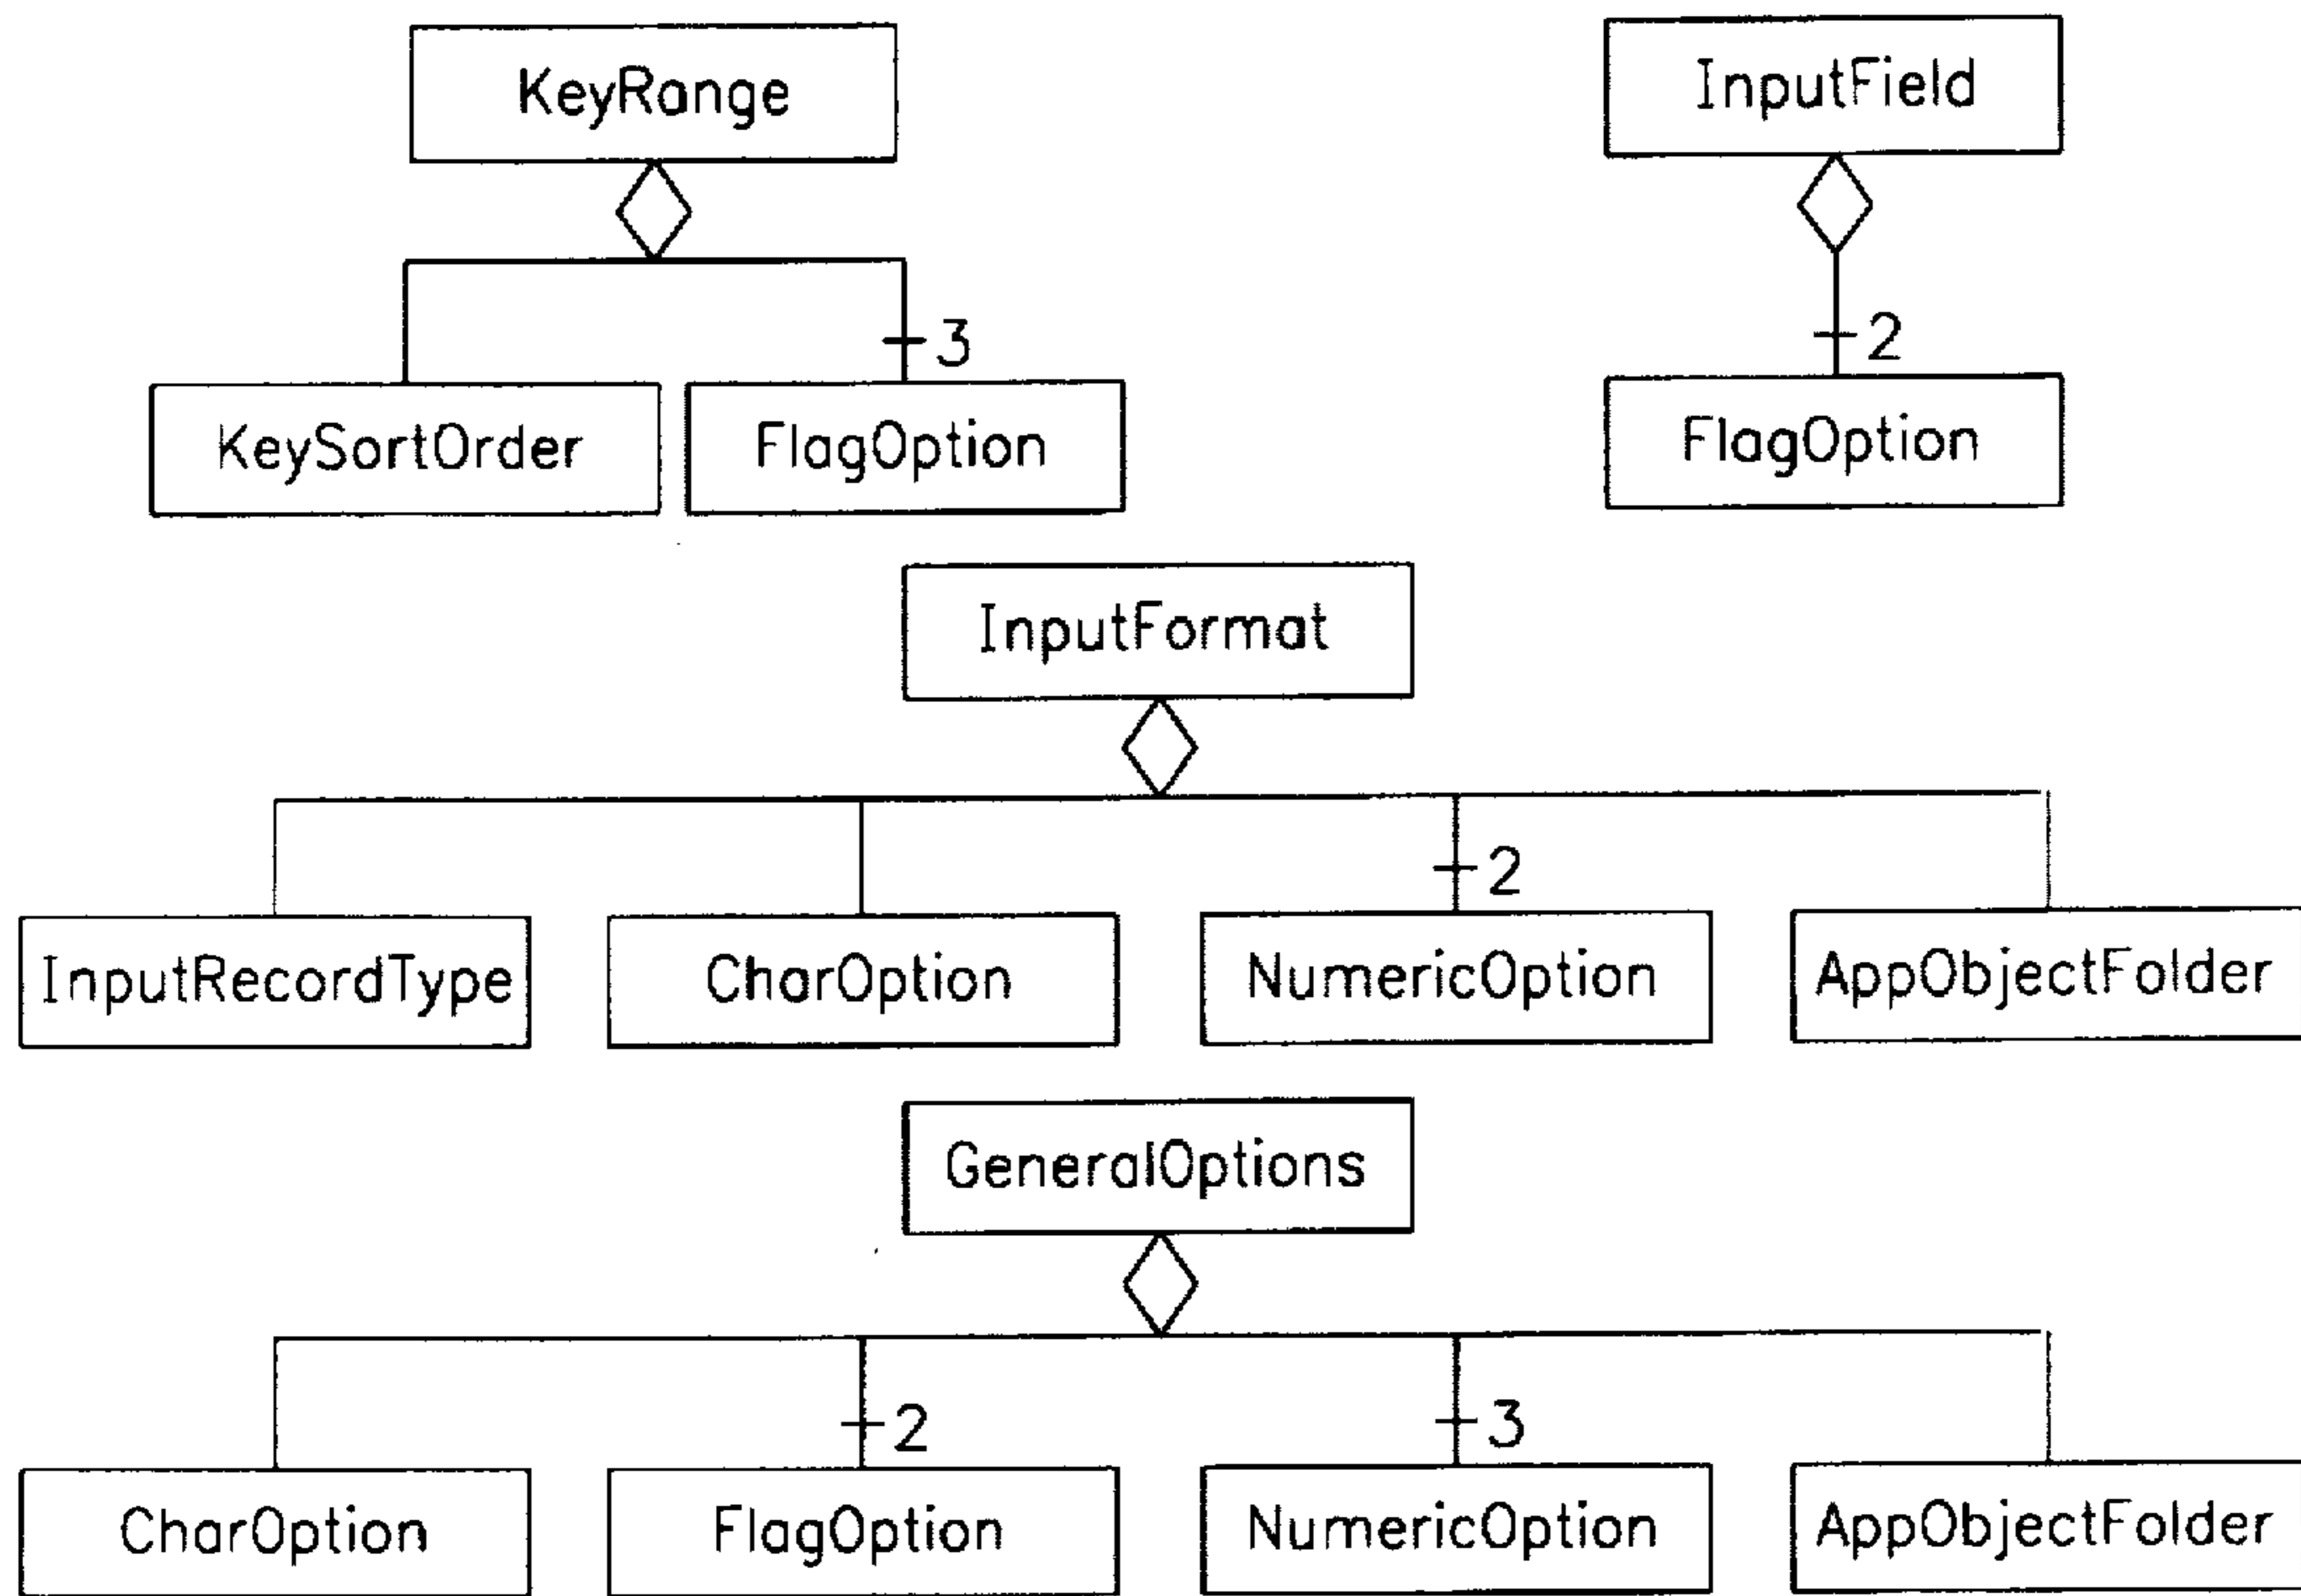 KeyRange
InputField
3
2
KeySortOrder
FlagOption
FlagOption
InputFormat
2
InputRecordType
CharOption
NumericOption
AppObjectFolder
GeneralOptions
2
3
CharOption
FlagOption
NumericOption
AppObjectFolder